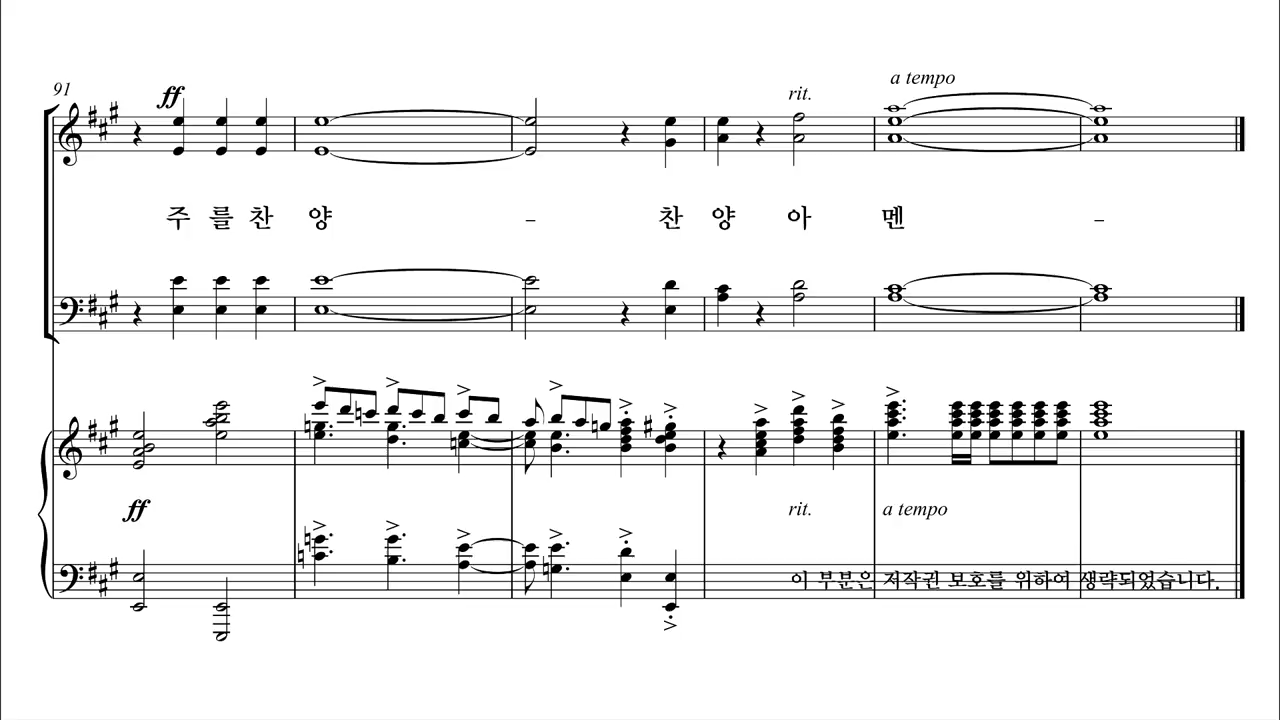 91
ff
rit.
a tempo
주 를 찬 양 - 찬 양 아 멘 -
ff
rit.
a tempo
이 부분은 저작권 보호를 위하여 생략되었습니다.